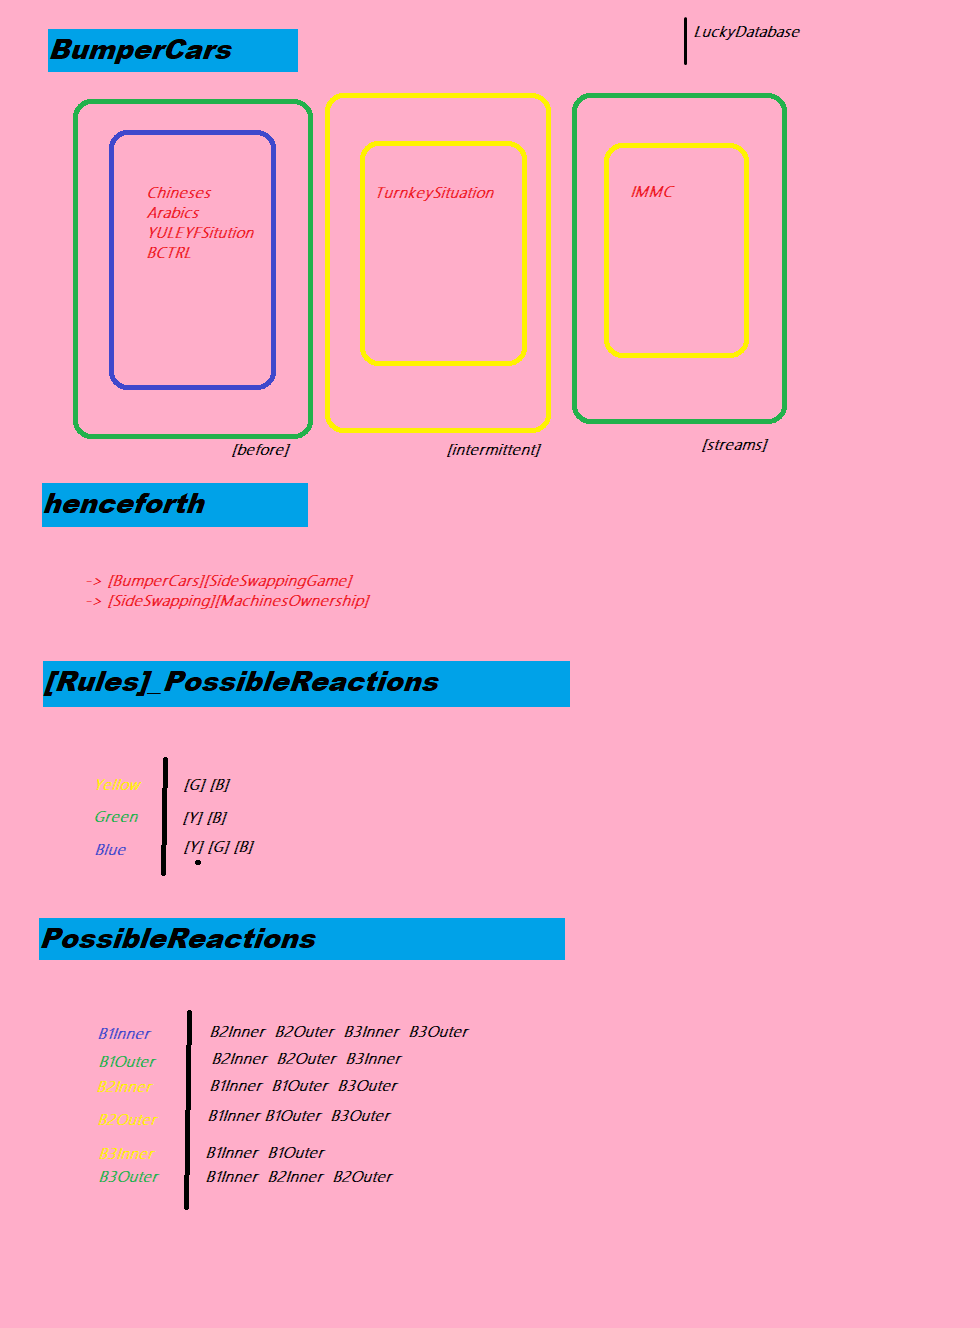 BumperCars
LuckyDatabase
Chineses
Arabics
YULEYFSitution
BCTRL
TurnkeySituation
IMMC
[before]
[intermittent]
[streams]
henceforth
-> [BumperCars][SideSwappingGame]
-> [SideSwapping][MachinesOwnership]
[Rules]_PossibleReactions
Yellow [G] [B]
Green [Y] [B]
Blue [Y] [G] [B]
PossibleReactions
B1Inner B2Inner B2Outer B3Inner B3Outer
B1Outer B2Inner B2Outer B3Inner
B2Inner B1Inner B1Outer B3Outer
B2Outer B1Inner B1Outer B3Outer
B3Inner B1Inner B1Outer
B3Outer B1Inner B2Inner B2Outer